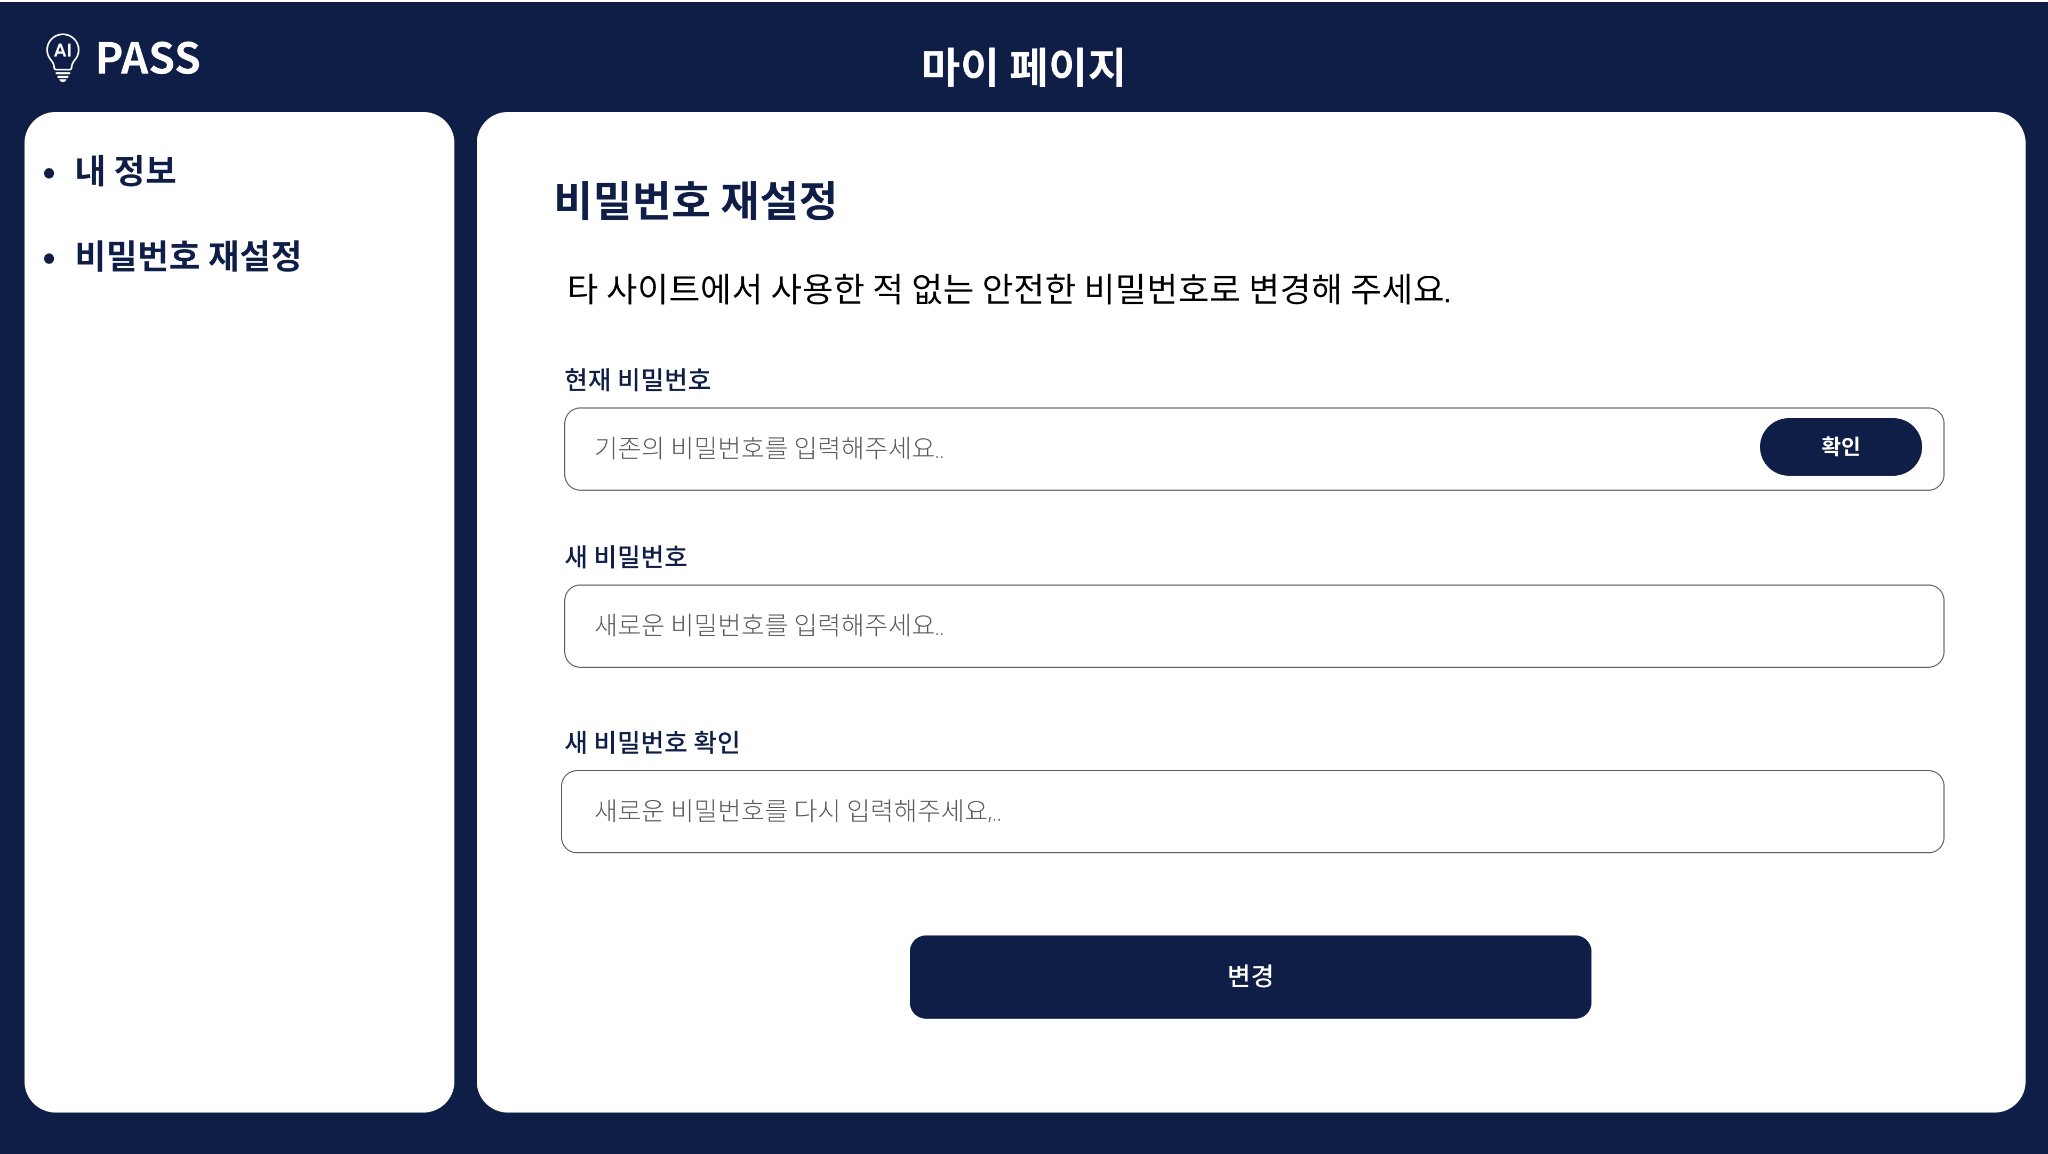 AI PASS
마이 페이지
• 내 정보
• 비밀번호 재설정
비밀번호 재설정
타 사이트에서 사용한 적 없는 안전한 비밀번호로 변경해 주세요.
현재 비밀번호
기존의 비밀번호를 입력해주세요..
확인
새 비밀번호
새로운 비밀번호를 입력해주세요..
새 비밀번호 확인
새로운 비밀번호를 다시 입력해주세요,..
변경